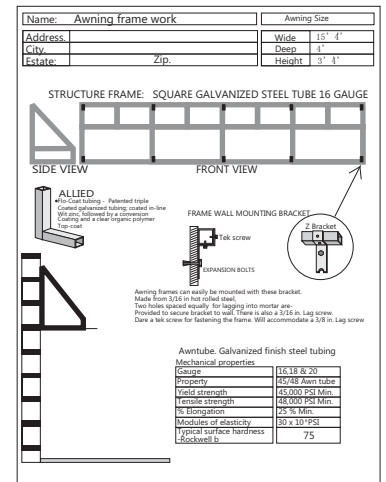 Name: Awning frame work
Awning Size
Address.
City.
Estate: Zip.
Wide 15' 4"
Deep 4'
Height 3' 4"
STRUCTURE FRAME: SQUARE GALVANIZED STEEL TUBE 16 GAUGE
SIDE VIEW
FRONT VIEW
ALLIED
Flo-Coat tubing - Patented triple
Coated galvanized tubing; coated in-line
Wit zinc, followed by a conversion
Coating and a clear organic polymer
Top-coat
FRAME WALL MOUNTING BRACKET
Z Bracket
Tek screw
EXPANSION BOLTS
Awning frames can easily be mounted with these bracket.
Made from 3/16 in hot rolled steel,
Two holes spaced equally for lagging into mortar are-
Provided to secure bracket to wall. There is also a 3/16 in. Lag screw.
Dare a tek screw for fastening the frame. Will accommodate a 3/8 in. Lag screw
Awntube. Galvanized finish steel tubing
Mechanical properties
Gauge 16,18 & 20
Property 45/48 Awn tube
Yield strength 45,000 PSI Min.
Tensile strength 48,000 PSI Min.
% Elongation 25 % Min.
Modules of elasticity 30 x 10 PSI
Typical surface hardness
-Rockwell b 75